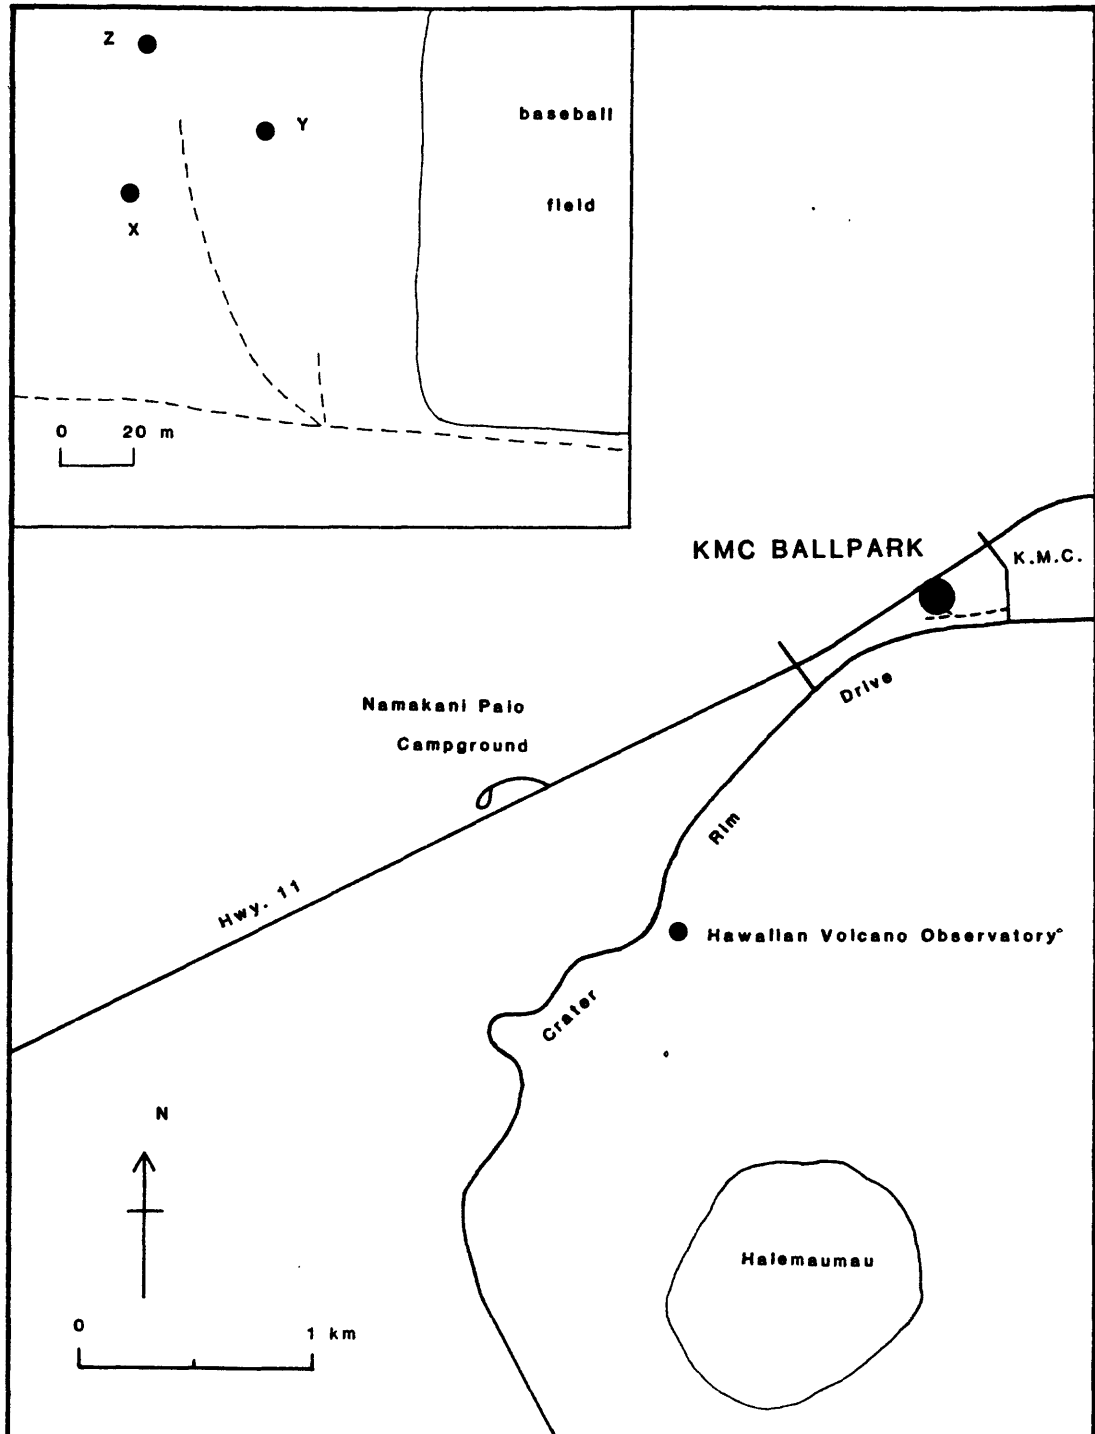 Z
Y
X
baseball
field
0 20 m
KMC BALLPARK
K.M.C.
Namakani Paio
Campground
Drive
Rim
Hwy. 11
Hawaiian Volcano Observatory
Crater
N
Halemaumau
0 1 km